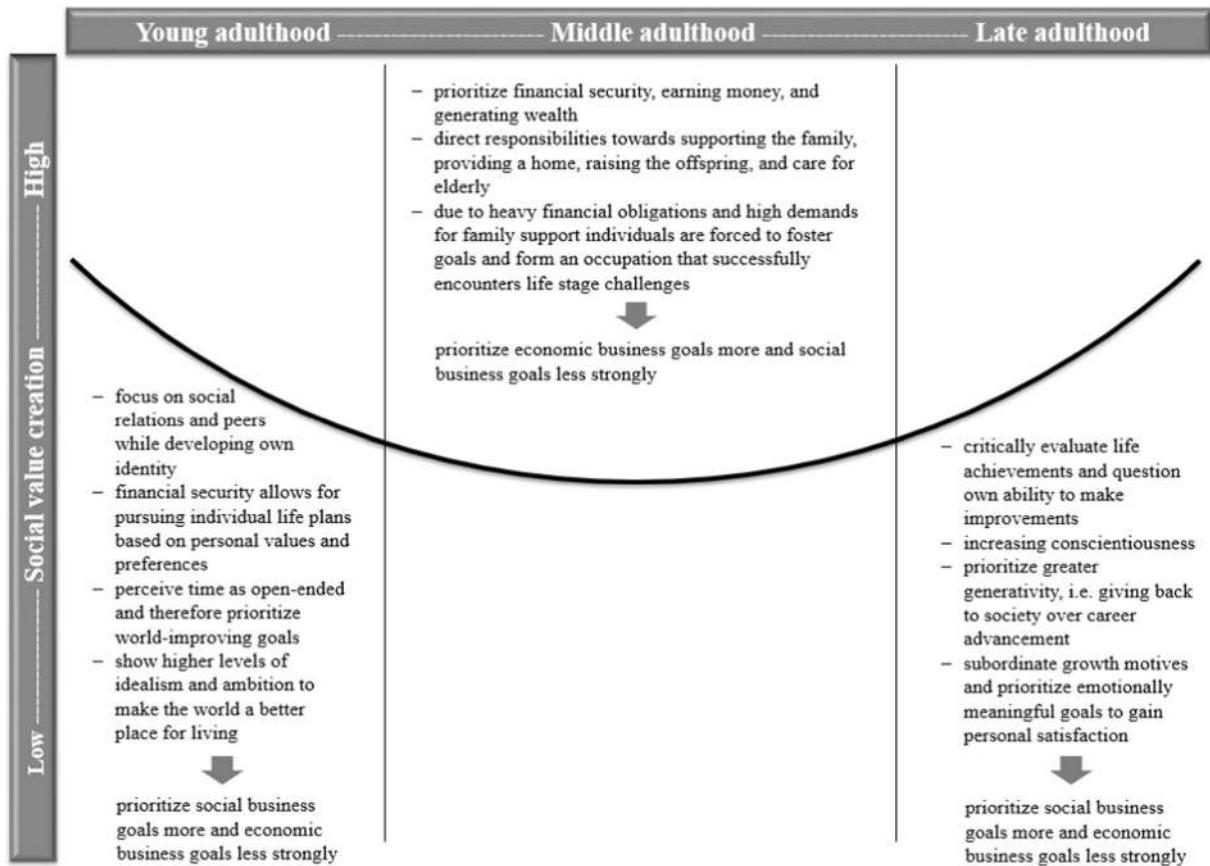 Young adulthood ---------------------- Middle adulthood ---------------------- Late adulthood
Low ---------- Social value creation ---------- High
– focus on social
relations and peers
while developing own
identity
– financial security allows for
pursuing individual life plans
based on personal values and
preferences
– perceive time as open-ended
and therefore prioritize
world-improving goals
– show higher levels of
idealism and ambition to
make the world a better
place for living
prioritize social business
goals more and economic
business goals less strongly
– prioritize financial security, earning money, and
generating wealth
– direct responsibilities towards supporting the family,
providing a home, raising the offspring, and care for
elderly
– due to heavy financial obligations and high demands
for family support individuals are forced to foster
goals and form an occupation that successfully
encounters life stage challenges
prioritize economic business goals more and social
business goals less strongly
– critically evaluate life
achievements and question
own ability to make
improvements
– increasing conscientiousness
– prioritize greater
generativity, i.e. giving back
to society over career
advancement
– subordinate growth motives
and prioritize emotionally
meaningful goals to gain
personal satisfaction
prioritize social business
goals more and economic
business goals less strongly